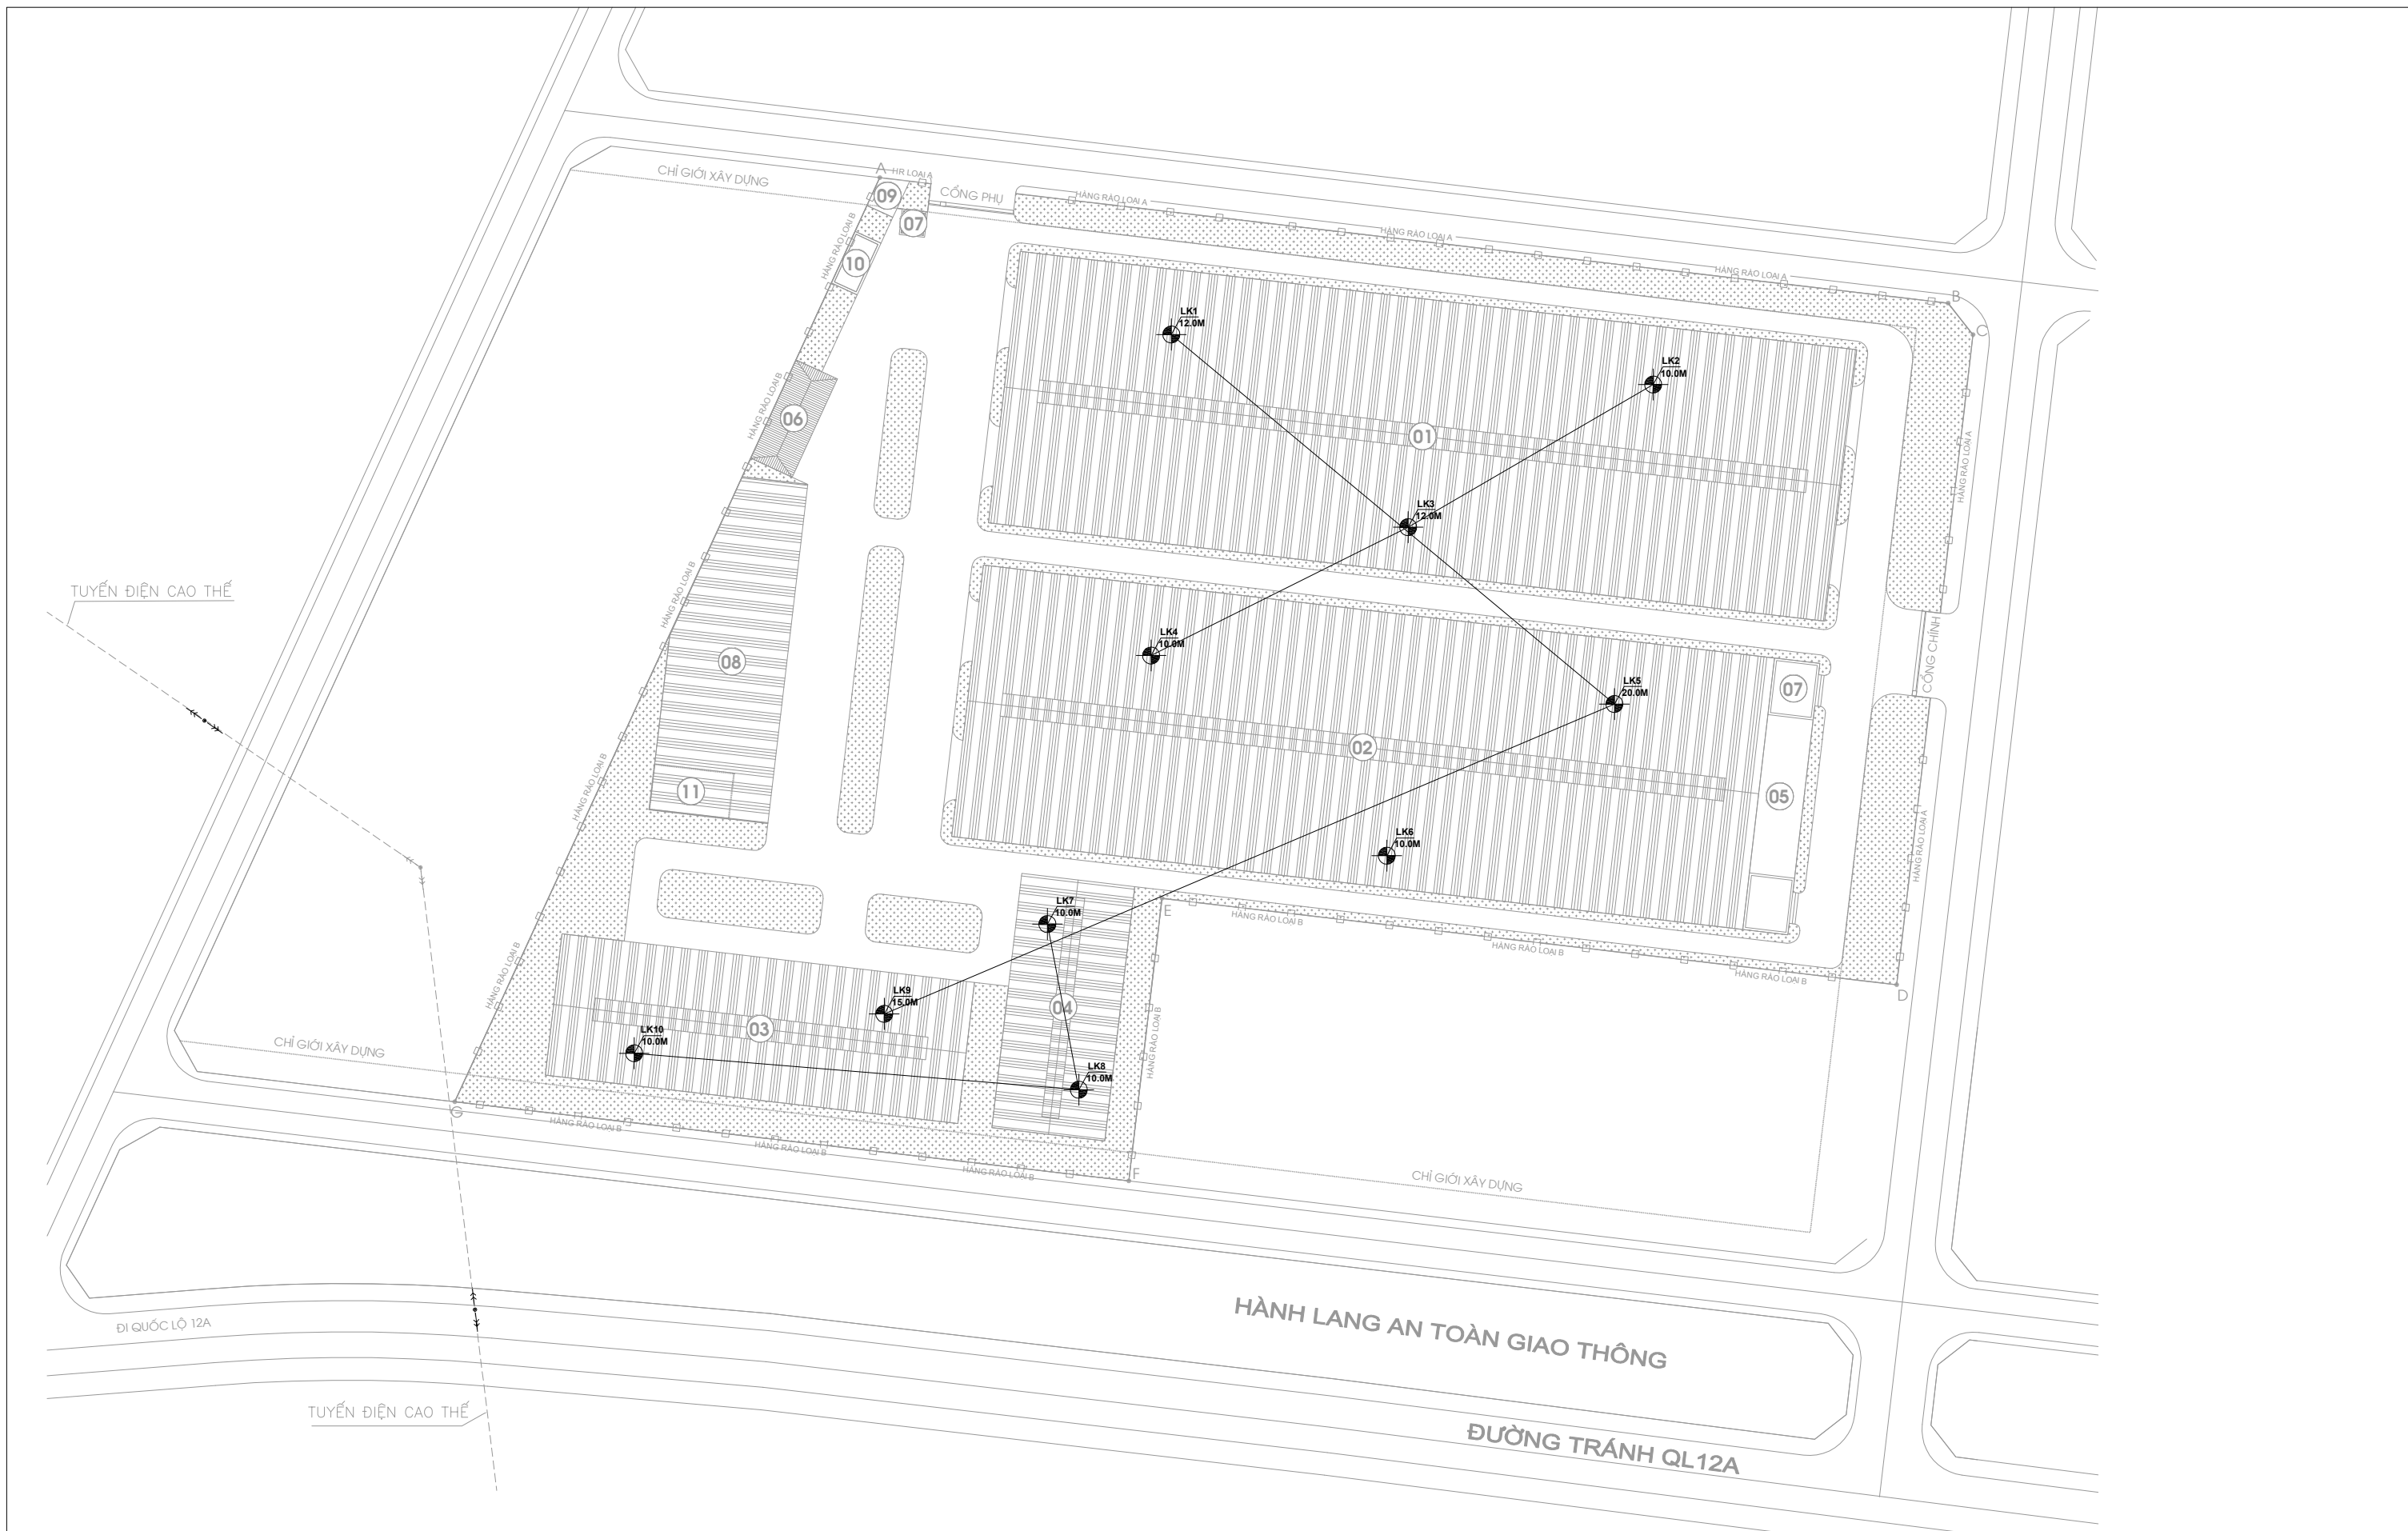 A
HR LOẠI A
CHỈ GIỚI XÂY DỰNG
09
CỔNG PHỤ
HÀNG RÀO LOẠI A
07
HÀNG RÀO LOẠI B
HÀNG RÀO LOẠI A
10
HÀNG RÀO LOẠI A
B
LK1
12.0M
C
LK2
10.0M
HÀNG RÀO LOẠI B
06
01
HÀNG RÀO LOẠI A
LK3
12.0M
TUYẾN ĐIỆN CAO THẾ
HÀNG RÀO LOẠI B
LK4
10.0M
CỔNG CHÍNH
08
LK5
20.0M
07
02
HÀNG RÀO LOẠI B
11
05
LK6
10.0M
HÀNG RÀO LOẠI A
LK7
10.0M
E
HÀNG RÀO LOẠI B
HÀNG RÀO LOẠI B
HÀNG RÀO LOẠI B
HÀNG RÀO LOẠI B
D
LK9
15.0M
04
03
LK10
10.0M
HÀNG RÀO LOẠI B
CHỈ GIỚI XÂY DỰNG
LK8
10.0M
G
HÀNG RÀO LOẠI B
HÀNG RÀO LOẠI B
HÀNG RÀO LOẠI B
F
CHỈ GIỚI XÂY DỰNG
ĐI QUỐC LỘ 12A
HÀNH LANG AN TOÀN GIAO THÔNG
TUYẾN ĐIỆN CAO THẾ
ĐƯỜNG TRÁNH QL12A